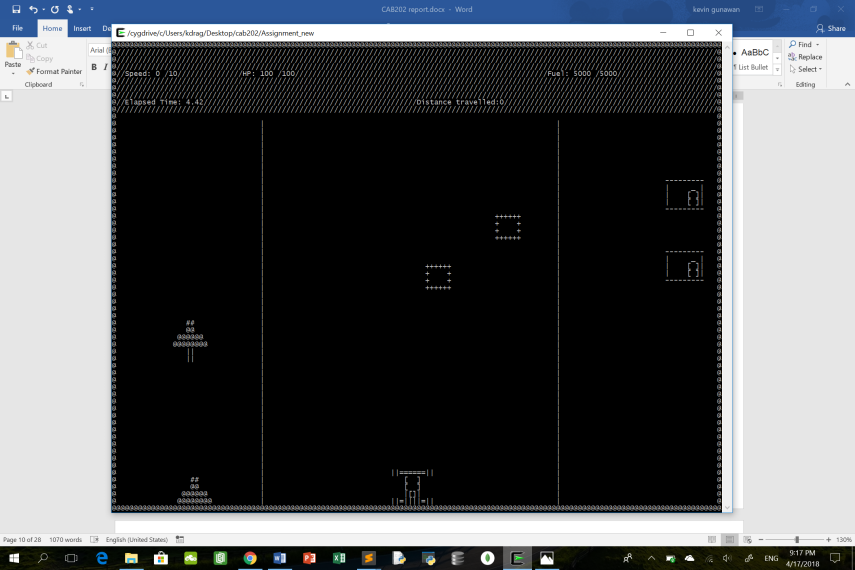 CAB202 report.docx - Word
kevin gunawan
File
Home
Insert
Share
Cut
Copy
Paste
Format Painter
Clipboard
Arial
B I
AaBbC
1 List Bullet
Find
Replace
Select
Editing
/cygdrive/c/Users/kdrag/Desktop/cab202/Assignment_new
Speed: 0 /10
HP: 100 /100
Fuel: 5000 /5000
Elapsed Time: 4.42
Distance travelled:0
Page 10 of 28
1070 words
English (United States)
130%
ENG
9:17 PM
4/17/2018